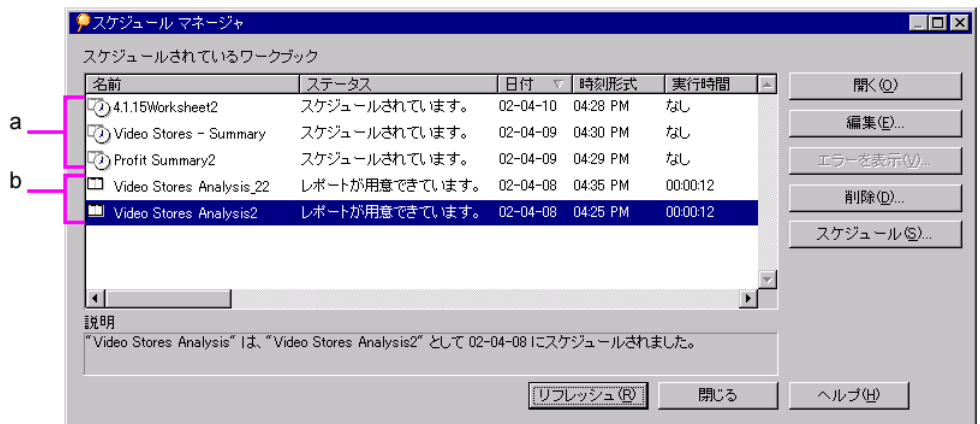 スケジュール マネージャ
スケジュールされているワークブック
名前 ステータス 日付 時刻形式 実行時間
a
4.1.15Worksheet2 スケジュールされています。 02-04-10 04:28 PM なし
Video Stores - Summary スケジュールされています。 02-04-09 04:30 PM なし
Profit Summary2 スケジュールされています。 02-04-09 04:29 PM なし
b
Video Stores Analysis_22 レポートが用意できています。 02-04-08 04:35 PM 00:00:12
Video Stores Analysis2 レポートが用意できています。 02-04-08 04:25 PM 00:00:12
開く(O)
編集(E)...
エラーを表示(V)...
削除(D)...
スケジュール(S)...
説明
"Video Stores Analysis" は、"Video Stores Analysis2" として 02-04-08 にスケジュールされました。
リフレッシュ(R) 閉じる ヘルプ(H)